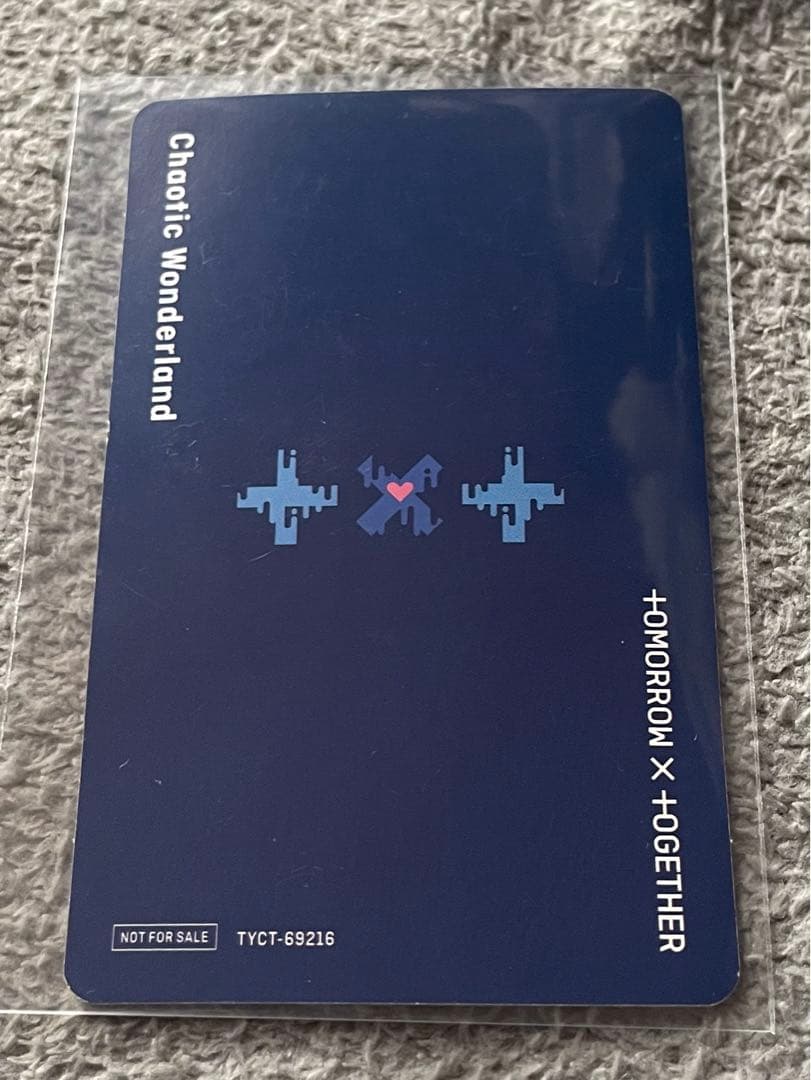 Chaotic Wonderland
TOMORROW X TOGETHER
NOT FOR SALE
TYCT-69216